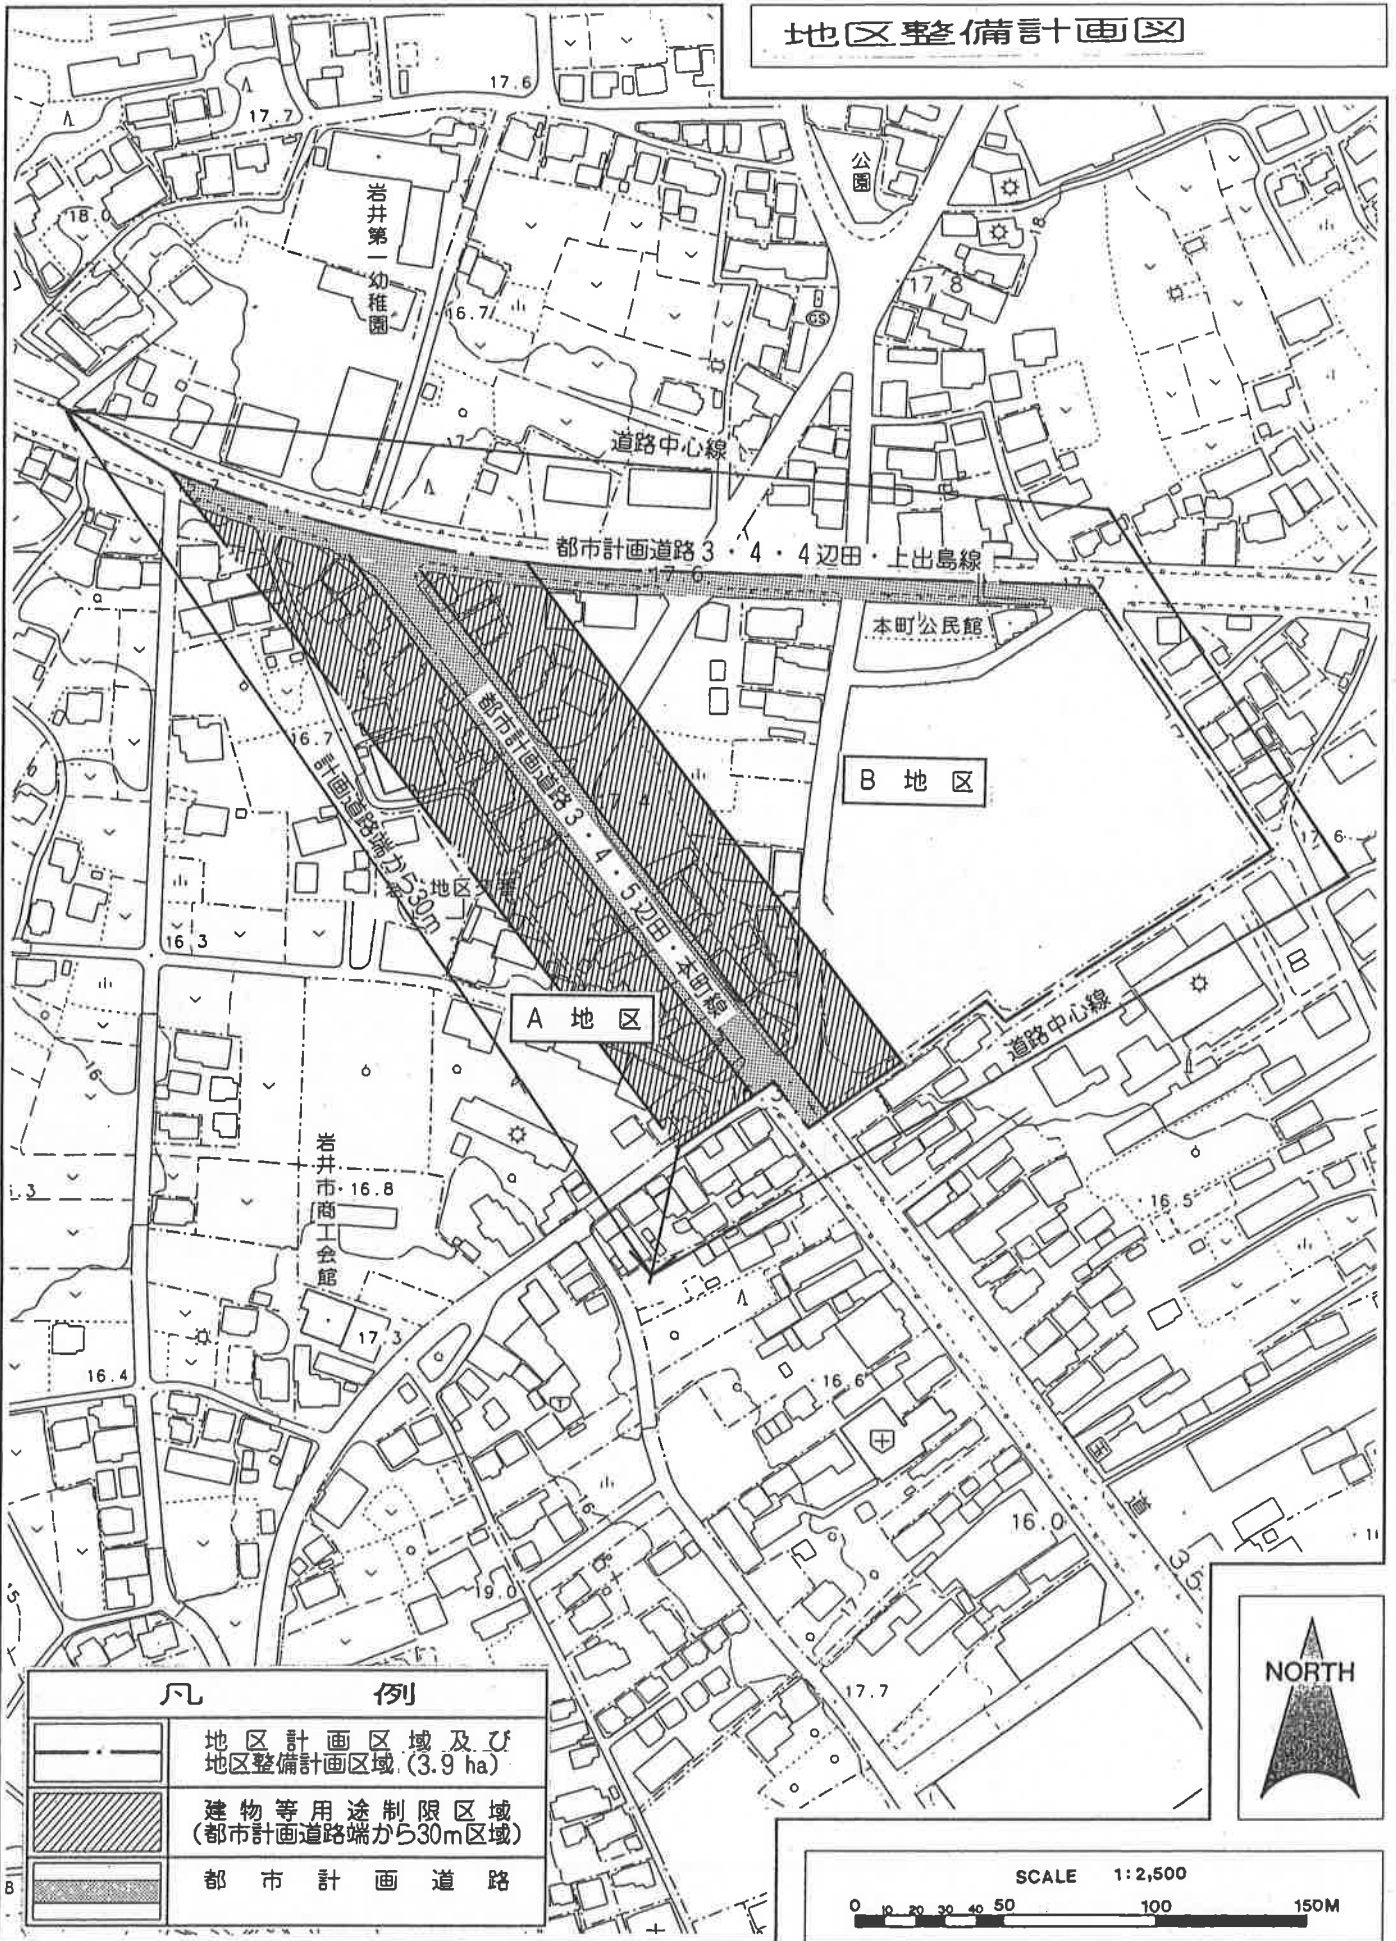 地区整備計画図
17.6
17.7
公園
岩井第一幼稚園
18.0
18
17.8
16.7
GS
17
道路中心線
都市計画道路3・4・4辺田・上出島線
17.6
17.7
本町公民館
都市計画道路3・4・5辺田・本町線
16.7
計画道路端から30m
B 地区
17.6
16.3
A 地区
道路中心線
16
岩井市商工会館
16.8
16.5
17.3
16.4
16.6
16.0
道
35
19.0
17.7
NORTH
凡例
地区計画区域及び
地区整備計画区域 (3.9 ha)
建物等用途制限区域
(都市計画道路端から30m区域)
都市計画道路
SCALE 1:2,500
0 10 20 30 40 50 100 150M